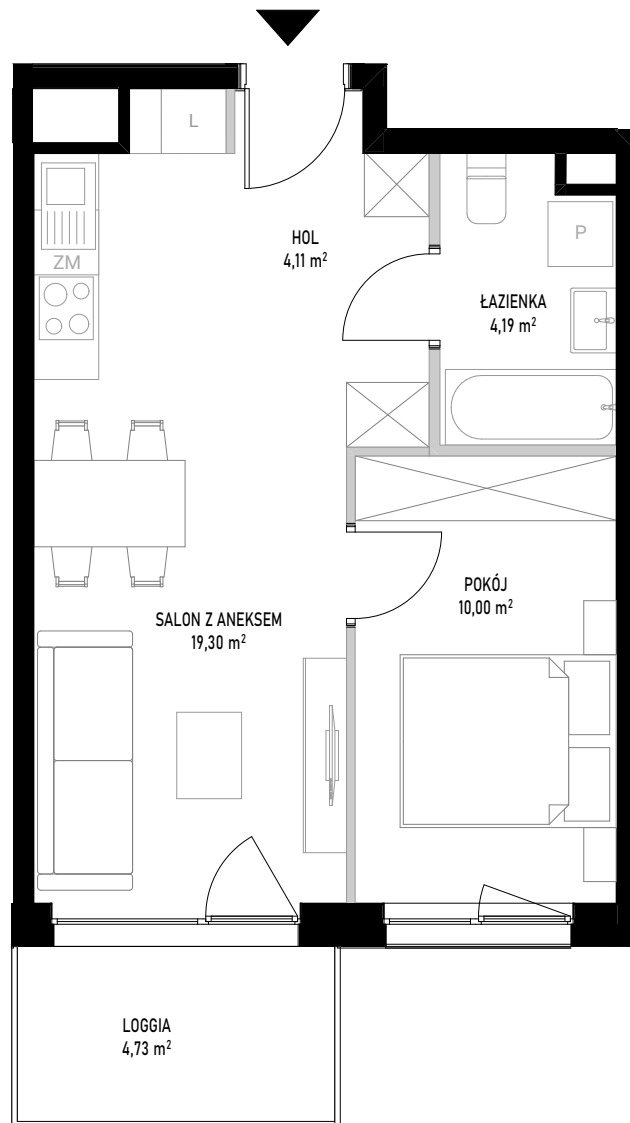 L
HOL
4,11 m²
ZM
P
ŁAZIENKA
4,19 m²
POKÓJ
10,00 m²
SALON Z ANEKSEM
19,30 m²
LOGGIA
4,73 m²